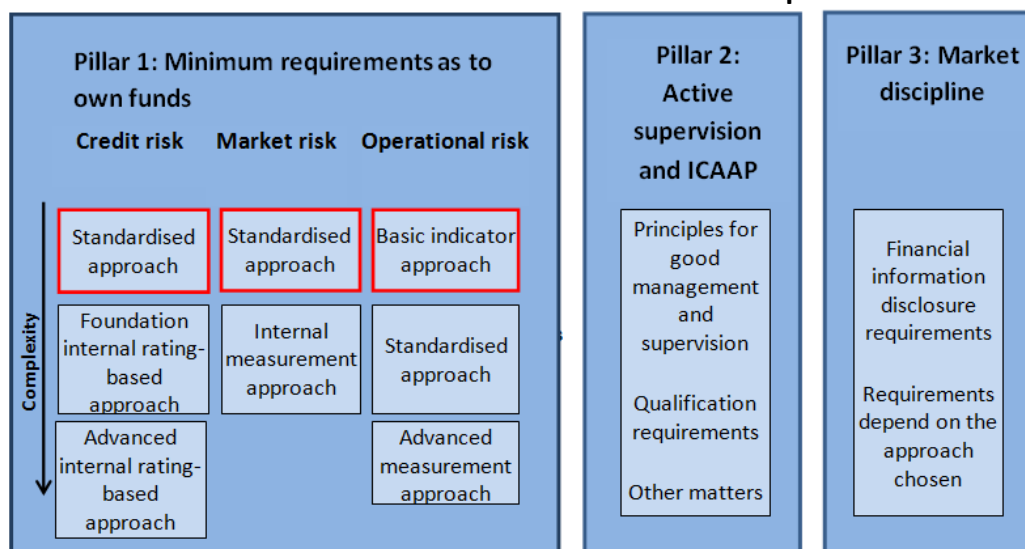 Pillar 1: Minimum requirements as to
own funds
Credit risk
Market risk
Operational risk
Complexity
Standardised
approach
Standardised
approach
Basic indicator
approach
Foundation
internal rating-
based
approach
Internal
measurement
approach
Standardised
approach
Advanced
internal rating-
based
approach
Advanced
measurement
approach
Pillar 2:
Active
supervision
and ICAAP
Principles for
good
management
and
supervision
Qualification
requirements
Other matters
Pillar 3: Market
discipline
Financial
information
disclosure
requirements
Requirements
depend on the
approach
chosen